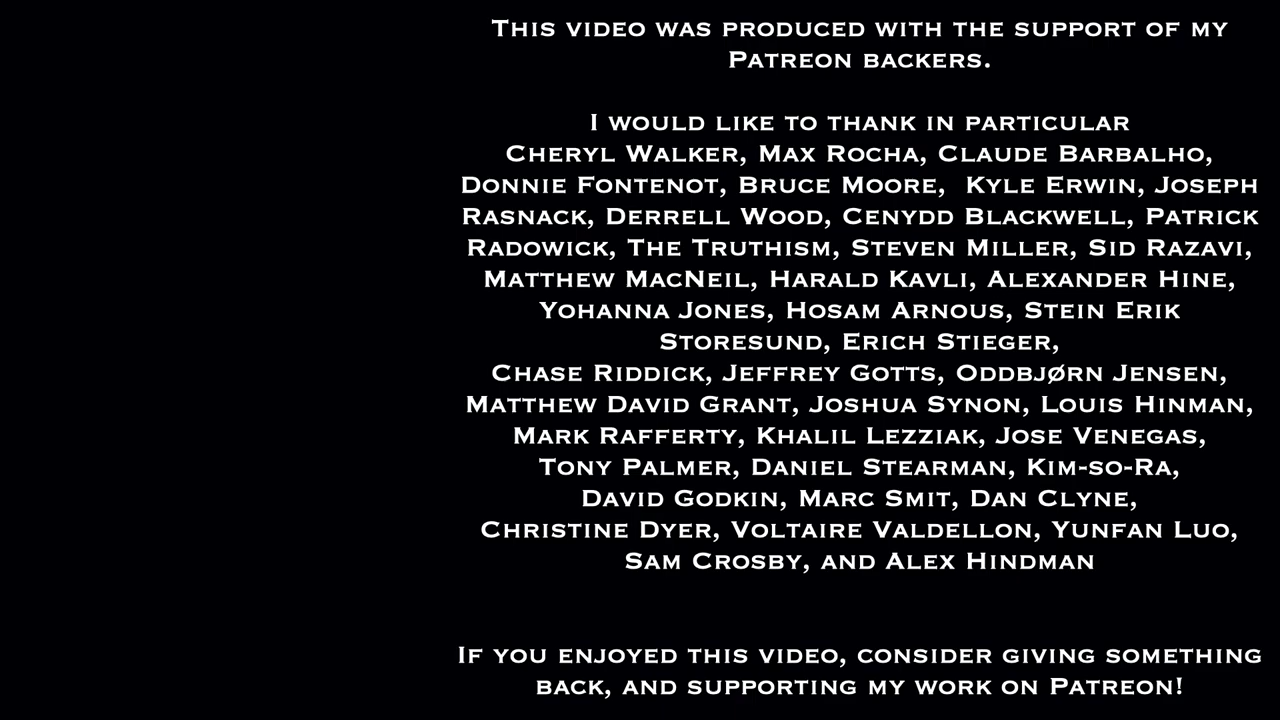 This video was produced with the support of my
Patreon backers.
I would like to thank in particular
Cheryl Walker, Max Rocha, Claude Barbalho,
Donnie Fontenot, Bruce Moore,  Kyle Erwin, Joseph
Rasnack, Derrell Wood, Cenydd Blackwell, Patrick
Radowick, The Truthism, Steven Miller, Sid Razavi,
Matthew MacNeil, Harald Kavli, Alexander Hine,
Yohanna Jones, Hosam Arnous, Stein Erik
Storesund, Erich Stieger,
Chase Riddick, Jeffrey Gotts, Oddbjørn Jensen,
Matthew David Grant, Joshua Synon, Louis Hinman,
Mark Rafferty, Khalil Lezziak, Jose Venegas,
Tony Palmer, Daniel Stearman, Kim-so-Ra,
David Godkin, Marc Smit, Dan Clyne,
Christine Dyer, Voltaire Valdellon, Yunfan Luo,
Sam Crosby, and Alex Hindman
If you enjoyed this video, consider giving something
back, and supporting my work on Patreon!